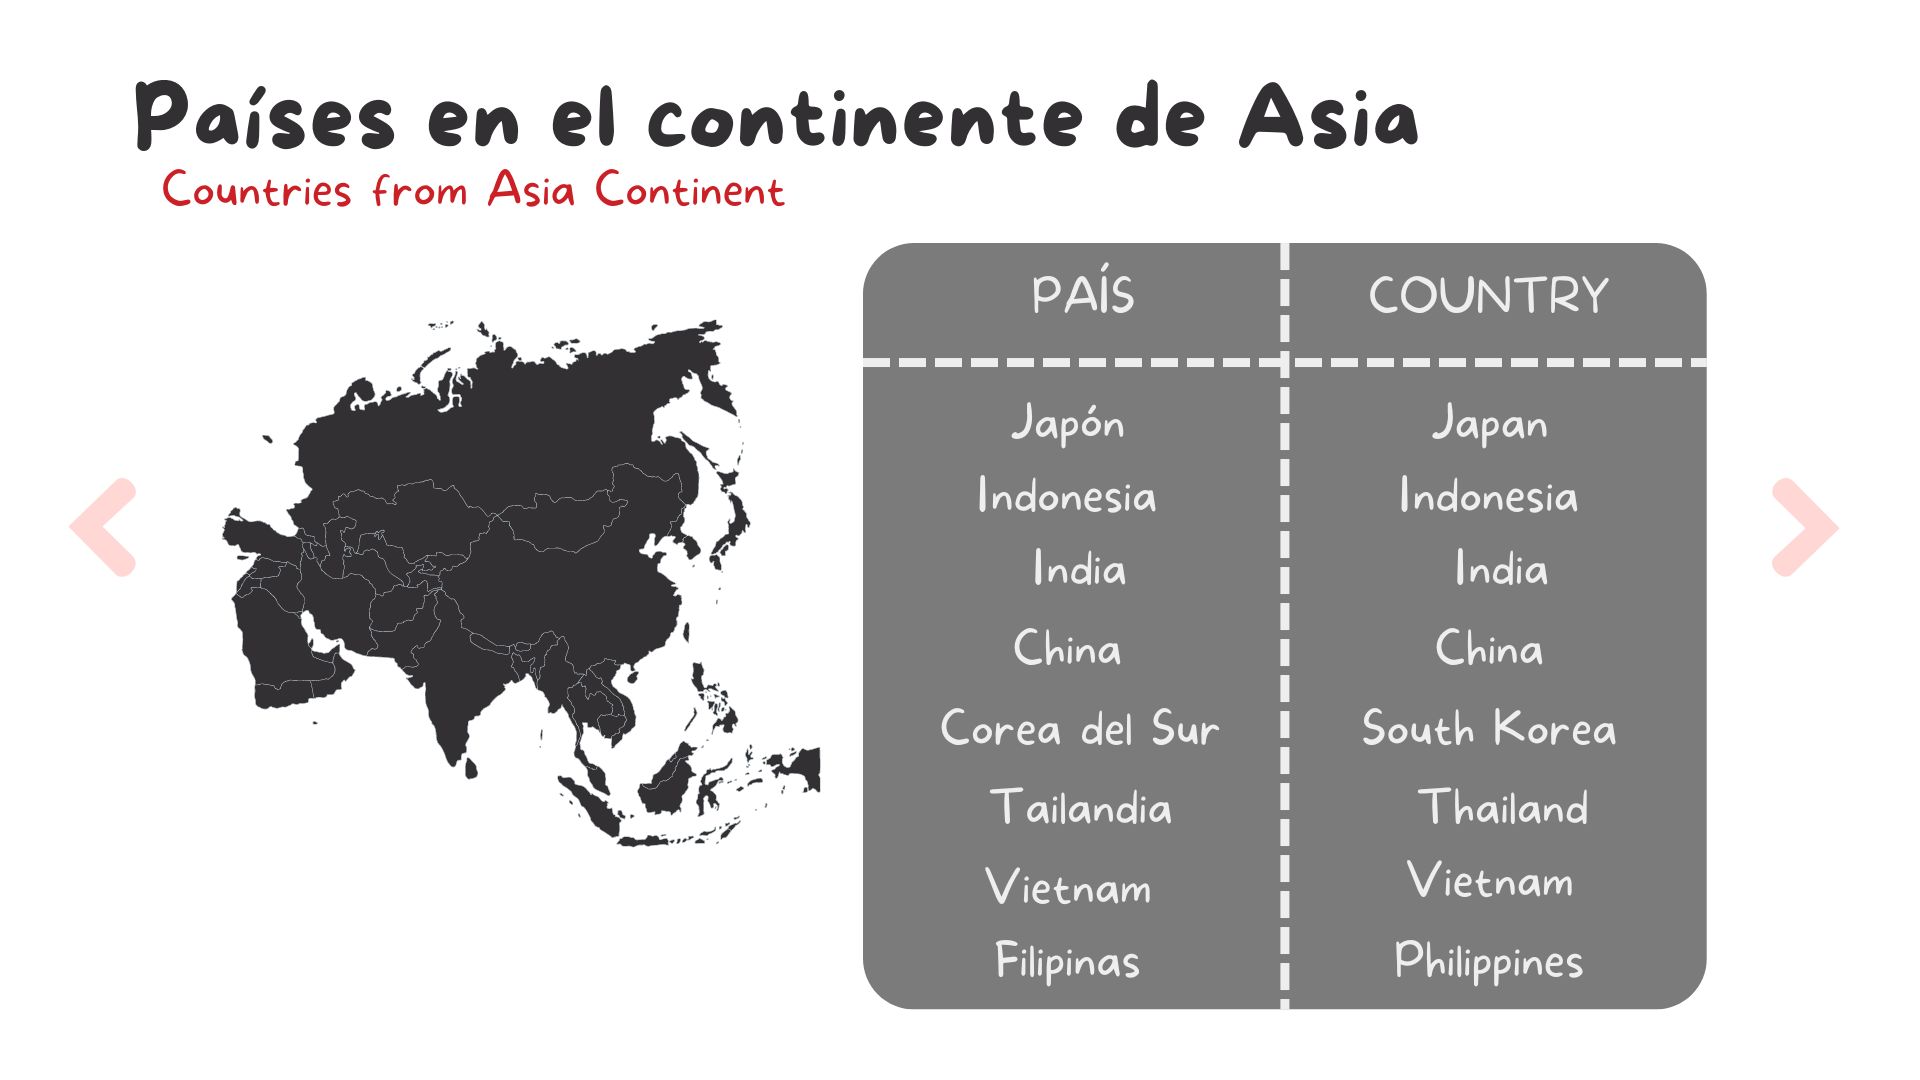 Países en el continente de Asia
Countries from Asia Continent
PAÍS COUNTRY
Japón Japan
Indonesia Indonesia
India India
China China
Corea del Sur South Korea
Tailandia Thailand
Vietnam Vietnam
Filipinas Philippines